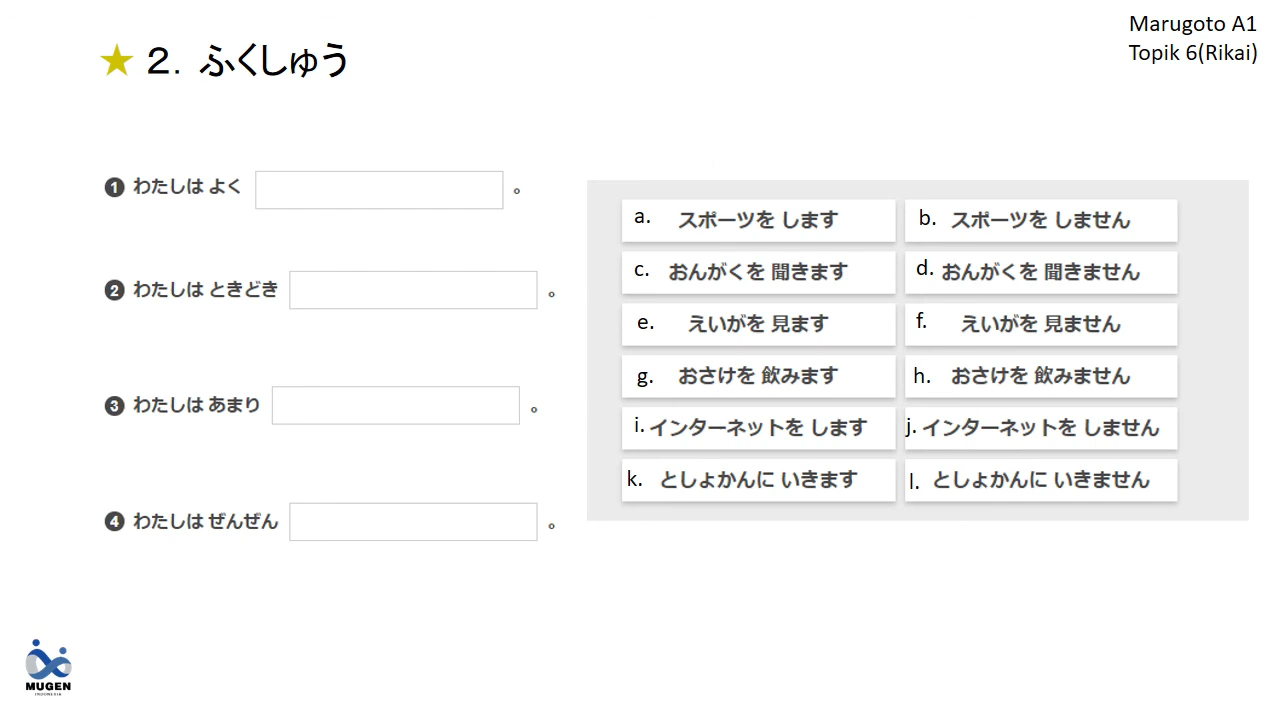 Marugoto A1
Topik 6(Rikai)
★ 2. ふくしゅう
❶ わたしは よく 。
❷ わたしは ときどき 。
❸ わたしは あまり 。
❹ わたしは ぜんぜん 。
a. スポーツを します
b. スポーツを しません
c. おんがくを 聞きます
d. おんがくを 聞きません
e. えいがを 見ます
f. えいがを 見ません
g. おさけを 飲みます
h. おさけを 飲みません
i. インターネットを します
j. インターネットを しません
k. としょかんに いきます
l. としょかんに いきません
MUGEN
INDONESIA